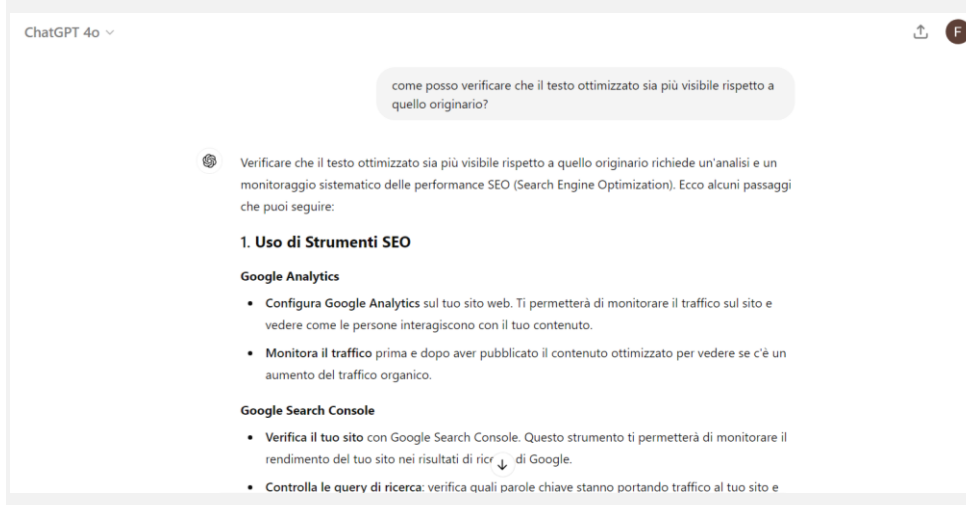 ChatGPT 4o
F
come posso verificare che il testo ottimizzato sia più visibile rispetto a
quello originario?
Verificare che il testo ottimizzato sia più visibile rispetto a quello originario richiede un'analisi e un
monitoraggio sistematico delle performance SEO (Search Engine Optimization). Ecco alcuni passaggi
che puoi seguire:
1. Uso di Strumenti SEO
Google Analytics
• Configura Google Analytics sul tuo sito web. Ti permetterà di monitorare il traffico sul sito e
vedere come le persone interagiscono con il tuo contenuto.
• Monitora il traffico prima e dopo aver pubblicato il contenuto ottimizzato per vedere se c'è un
aumento del traffico organico.
Google Search Console
• Verifica il tuo sito con Google Search Console. Questo strumento ti permetterà di monitorare il
rendimento del tuo sito nei risultati di di Google.
• Controlla le query di ricerca: verifica quali parole chiave stanno portando traffico al tuo sito e